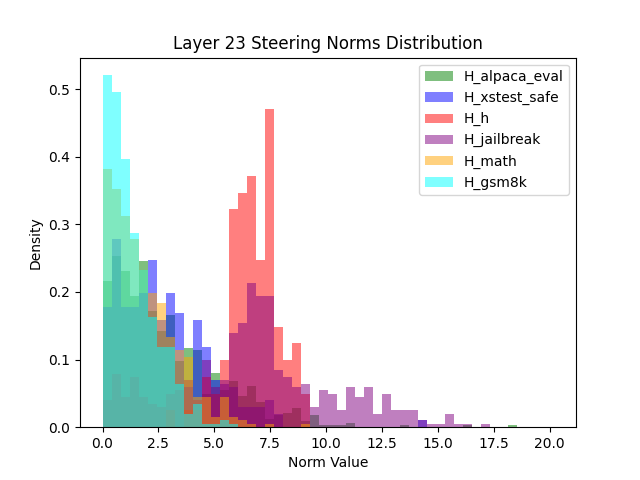 Layer 23 Steering Norms Distribution
H_alpaca_eval
H_xstest_safe
H_h
H_jailbreak
H_math
H_gsm8k
Density
0.5
0.4
0.3
0.2
0.1
0.0
0.0 2.5 5.0 7.5 10.0 12.5 15.0 17.5 20.0
Norm Value